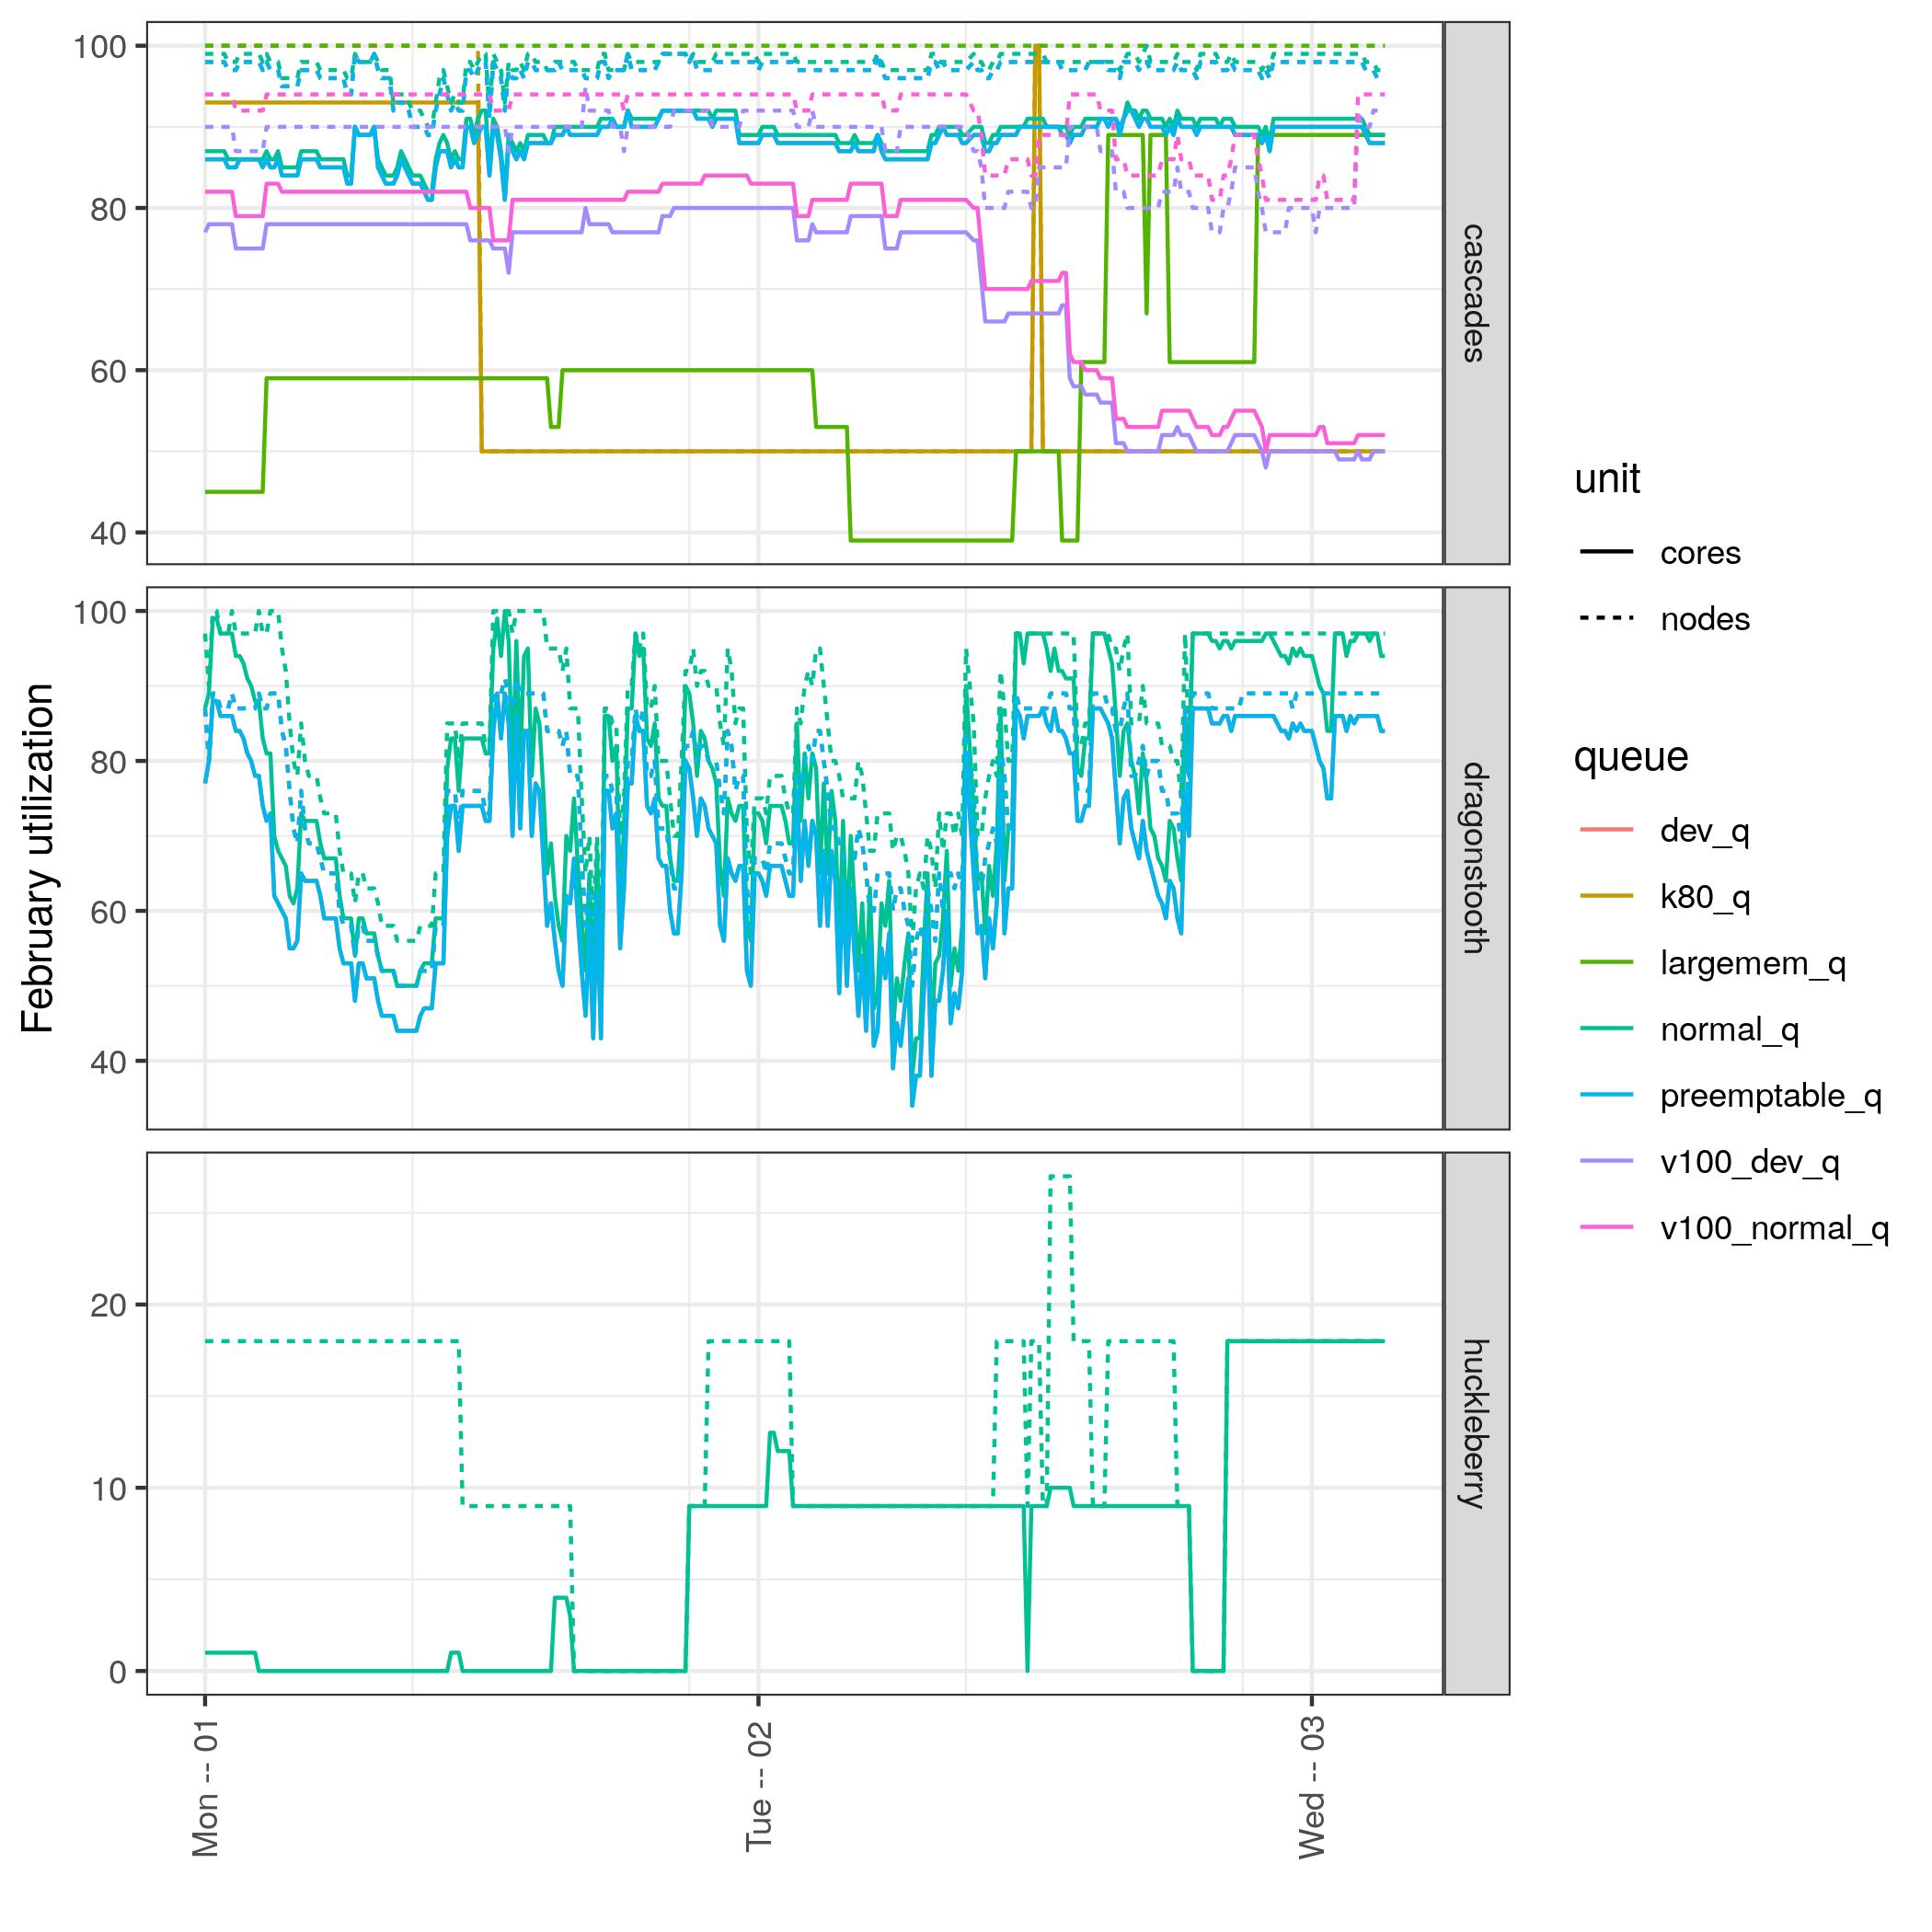 February utilization
100
80
60
40
cascades
100
80
60
40
dragonstooth
20
10
0
huckleberry
Mon -- 01
Tue -- 02
Wed -- 03
unit
cores
nodes
queue
dev_q
k80_q
largemem_q
normal_q
preemptable_q
v100_dev_q
v100_normal_q